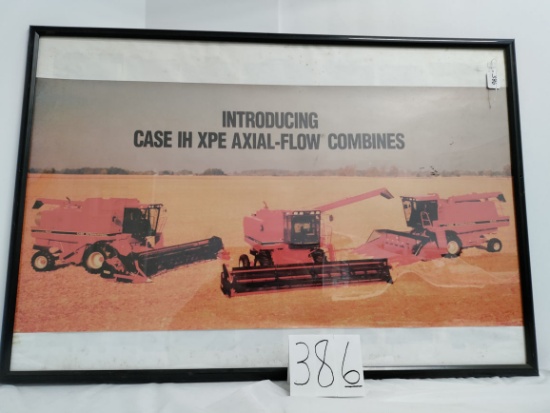 INTRODUCING
CASE IH XPE AXIAL-FLOW COMBINES
386